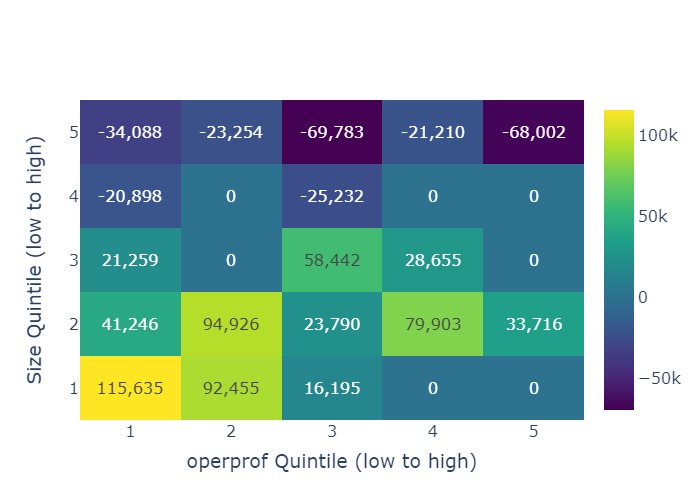 5 -34,088 -23,254 -69,783 -21,210 -68,002
4 -20,898 0 -25,232 0 0
3 21,259 0 58,442 28,655 0
2 41,246 94,926 23,790 79,903 33,716
1 115,635 92,455 16,195 0 0
1 2 3 4 5
operprof Quintile (low to high)
Size Quintile (low to high)
100k
50k
0
−50k